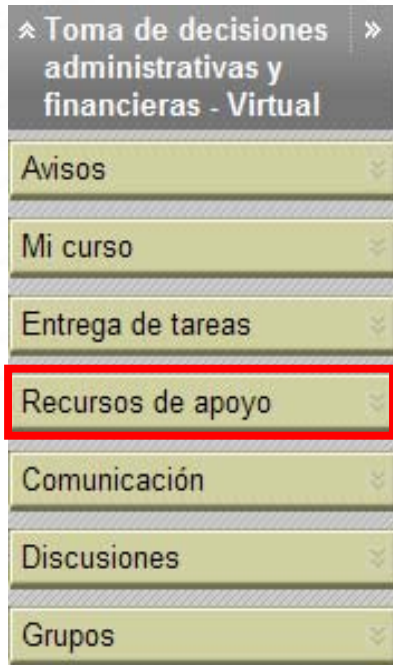 Toma de decisiones
administrativas y
financieras - Virtual
Avisos
Mi curso
Entrega de tareas
Recursos de apoyo
Comunicación
Discusiones
Grupos